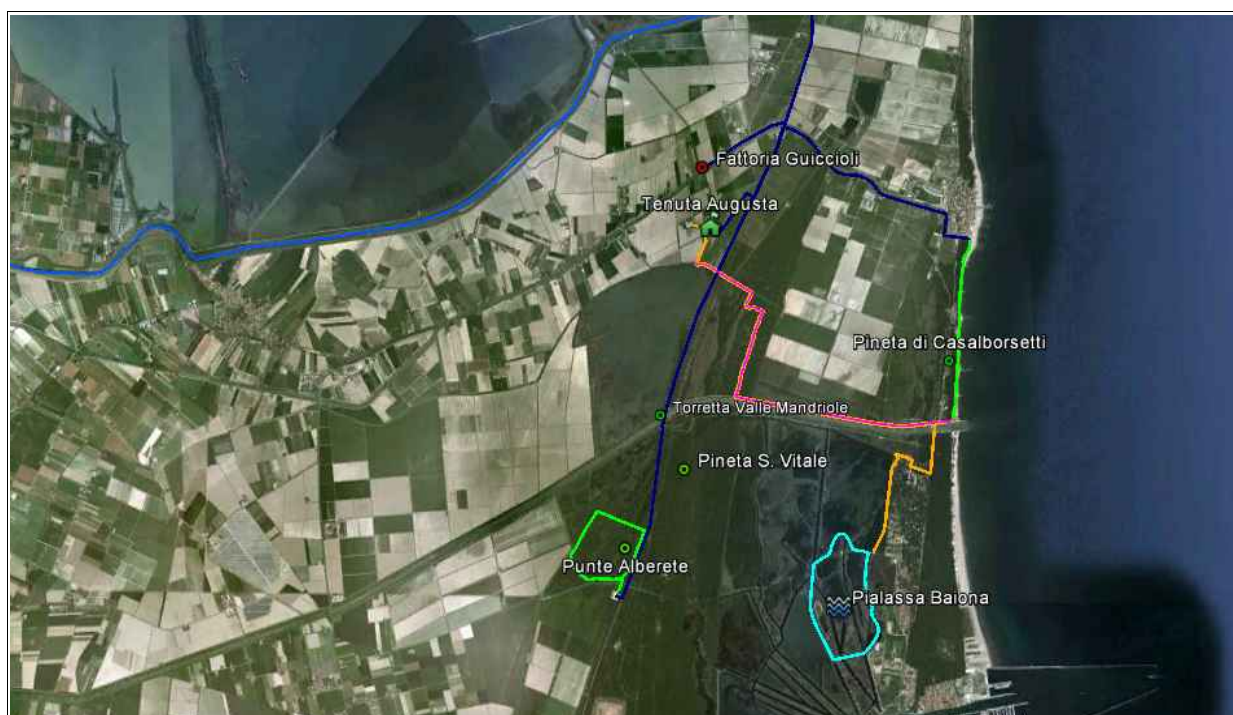 Fattoria Guiccioli
Tenuta Augusta
Pineta di Casalborsetti
Torretta Valle Mandriole
Pineta S. Vitale
Punte Alberete
Pialassa Baiona